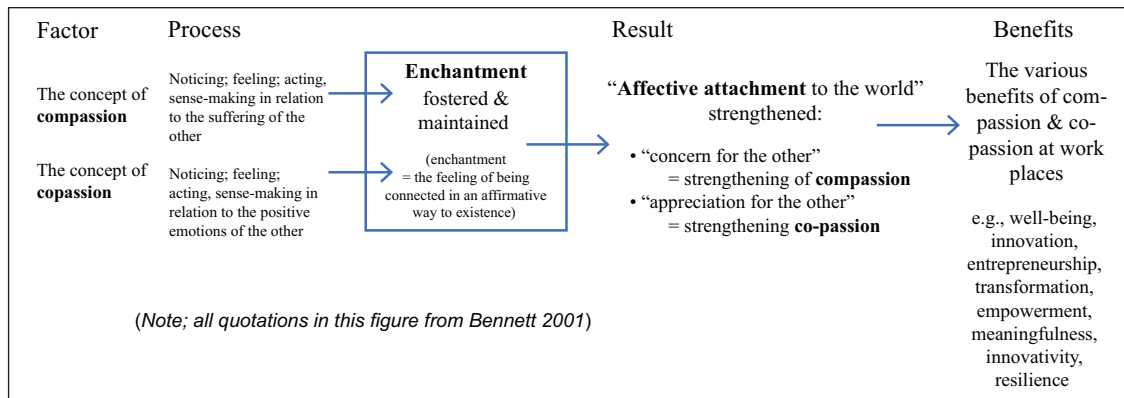 Factor
Process
Result
Benefits
The concept of
compassion
Noticing; feeling; acting,
sense-making in relation
to the suffering of the
other
The concept of
copassion
Noticing; feeling;
acting, sense-making in
relation to the positive
emotions of the other
Enchantment
fostered &
maintained
(enchantment
= the feeling of being
connected in an affirmative
way to existence)
“Affective attachment to the world”
strengthened:
• “concern for the other”
= strengthening of compassion
• “appreciation for the other”
= strengthening co-passion
The various
benefits of com-
passion & co-
passion at work
places
e.g., well-being,
innovation,
entrepreneurship,
transformation,
empowerment,
meaningfulness,
innovativity,
resilience
(Note; all quotations in this figure from Bennett 2001)